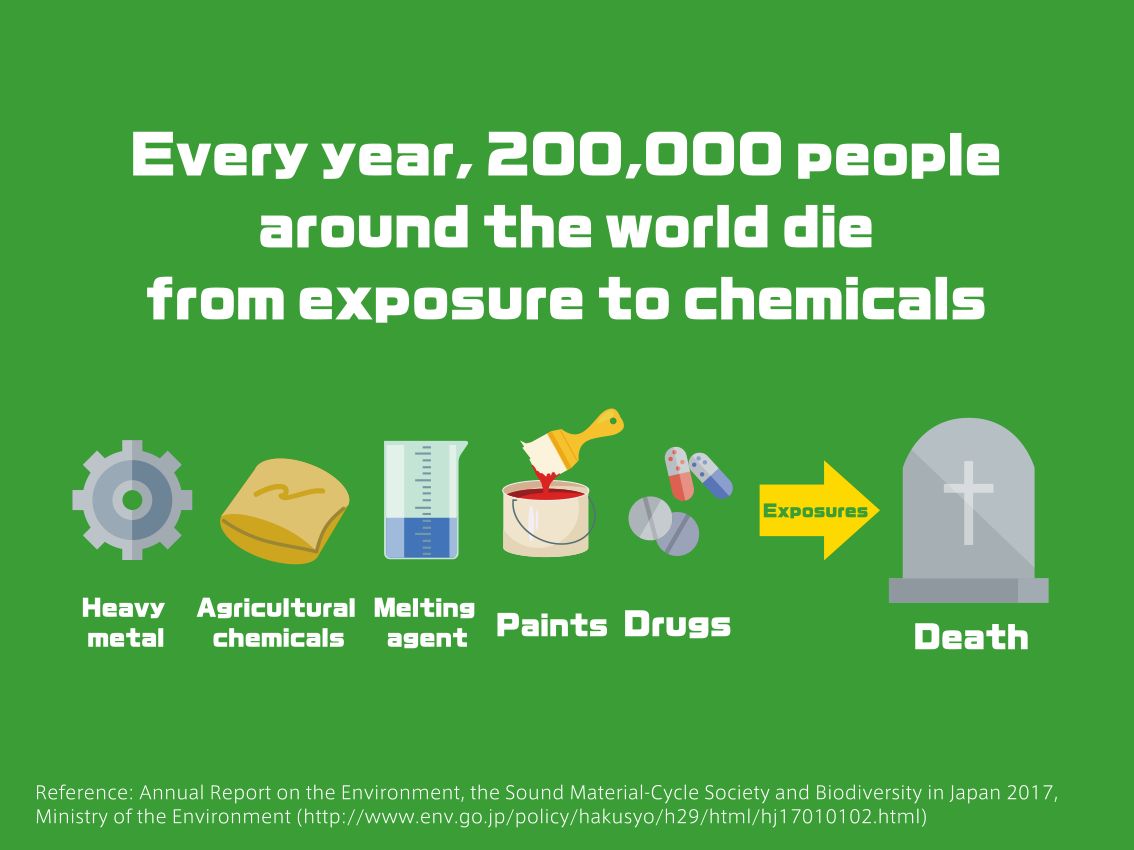 Every year, 200,000 people
around the world die
from exposure to chemicals
Exposures
Heavy
metal
Agricultural
chemicals
Melting
agent
Paints
Drugs
Death
Reference: Annual Report on the Environment, the Sound Material-Cycle Society and Biodiversity in Japan 2017,
Ministry of the Environment (http://www.env.go.jp/policy/hakusyo/h29/html/hj17010102.html)